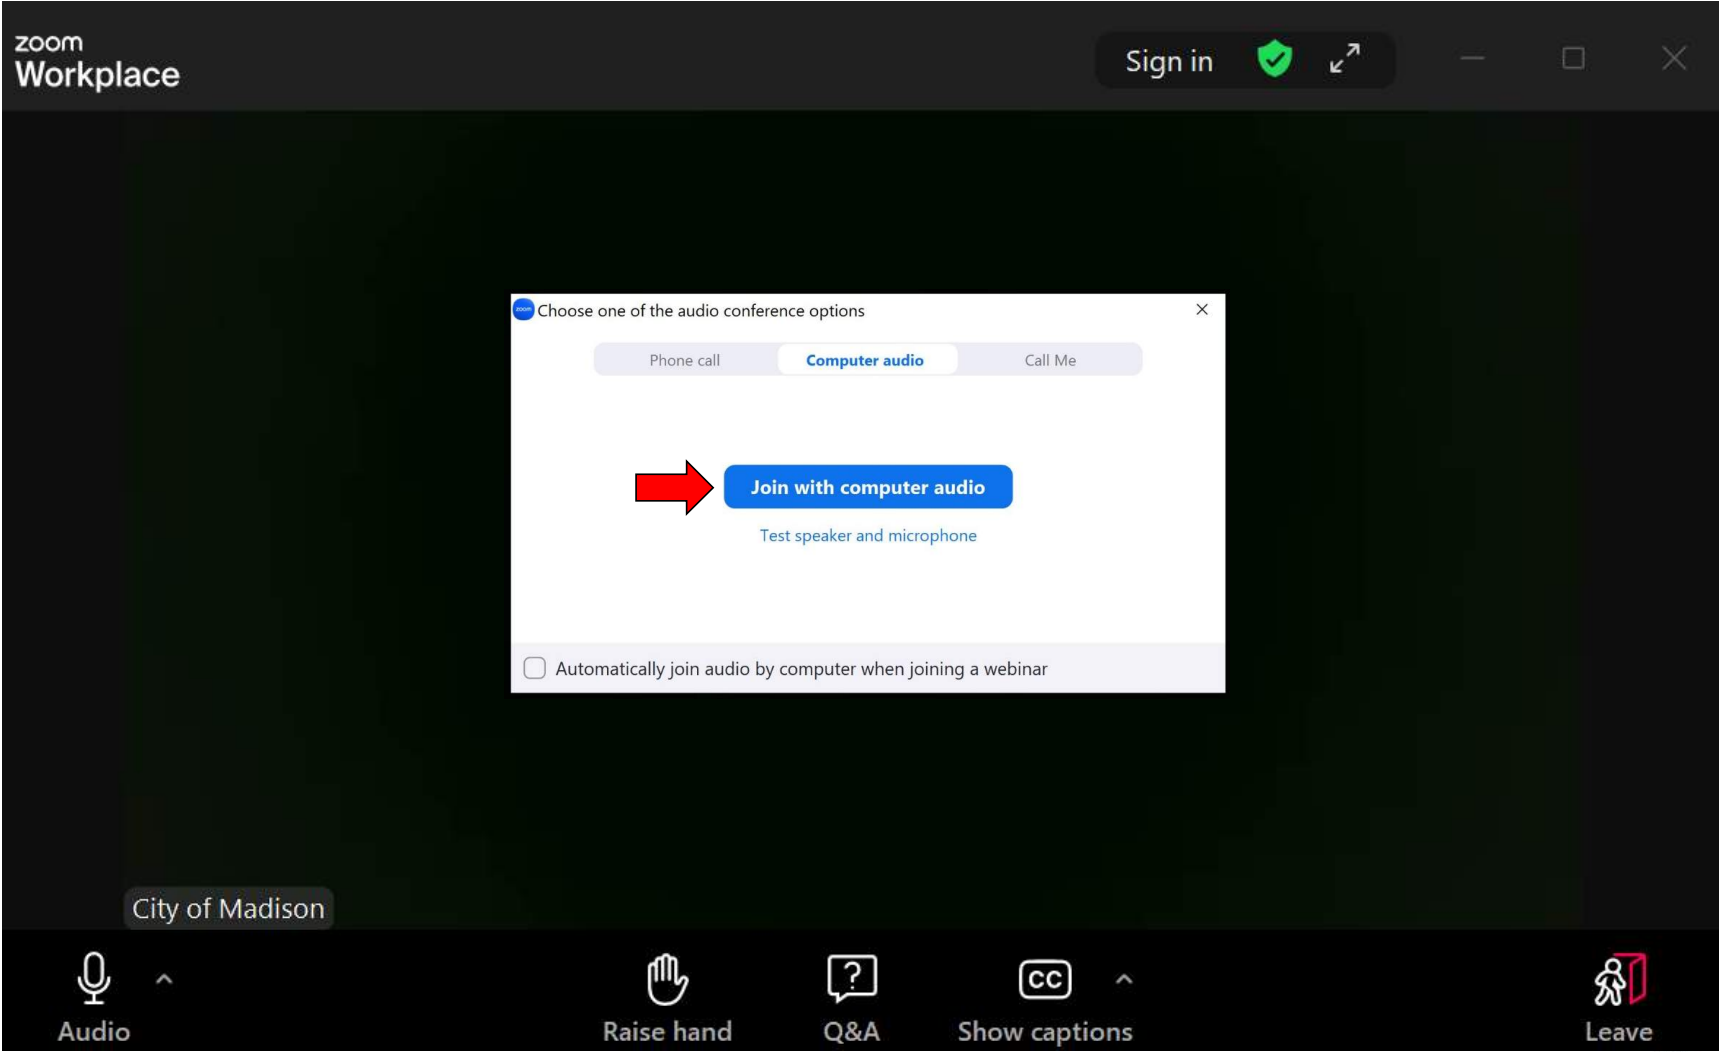 zoom
Workplace
Sign in
zoom
Choose one of the audio conference options
Phone call
Computer audio
Call Me
Join with computer audio
Test speaker and microphone
Automatically join audio by computer when joining a webinar
City of Madison
?
CC
Audio
Raise hand
Q&A
Show captions
Leave